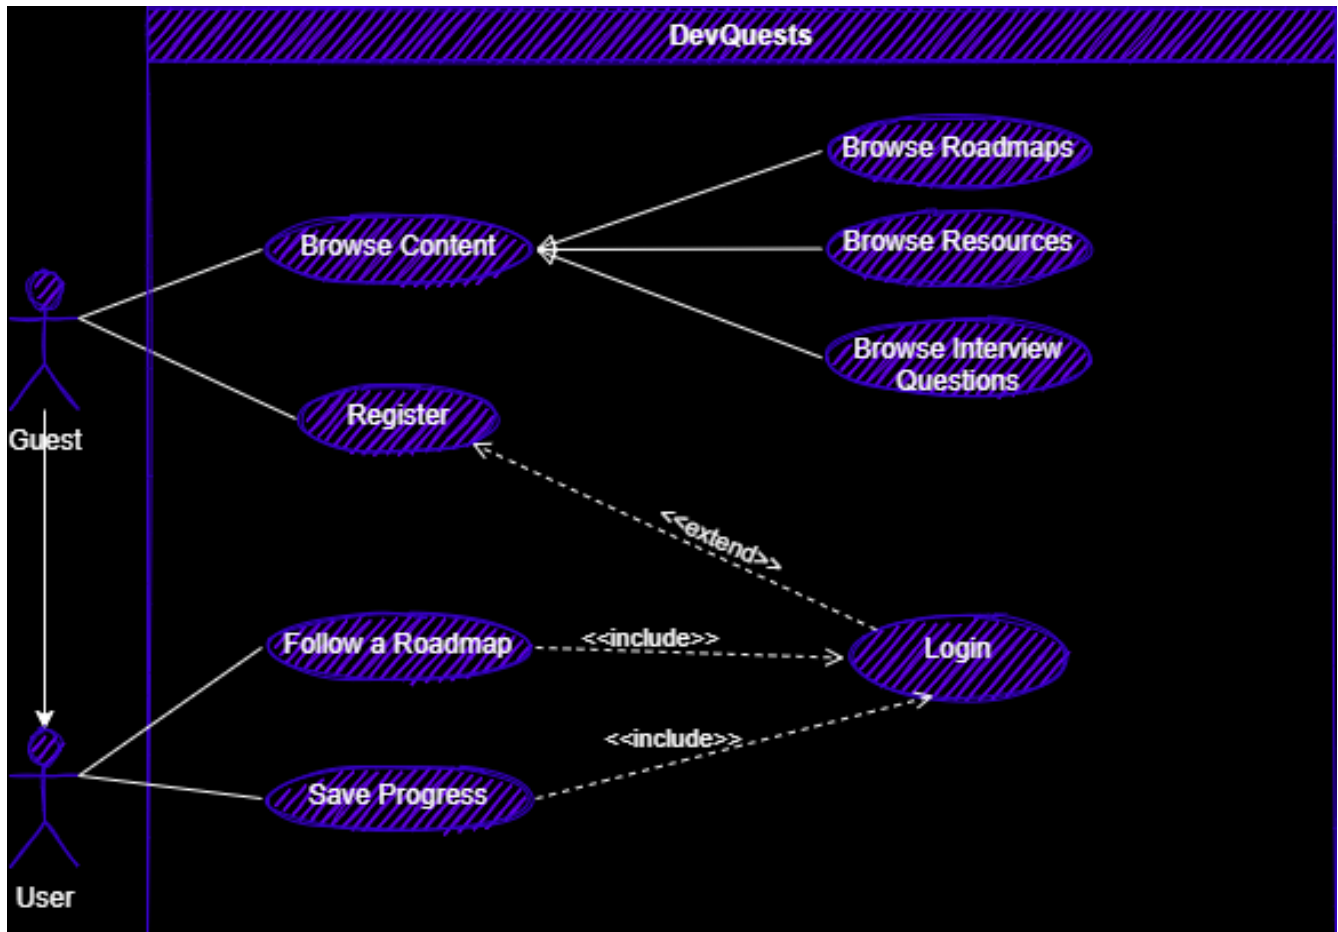 DevQuests
Browse Roadmaps
Browse Content
Browse Resources
Browse Interview
Questions
Register
Guest
<<extend>>
Follow a Roadmap
<<include>>
Login
<<include>>
Save Progress
User